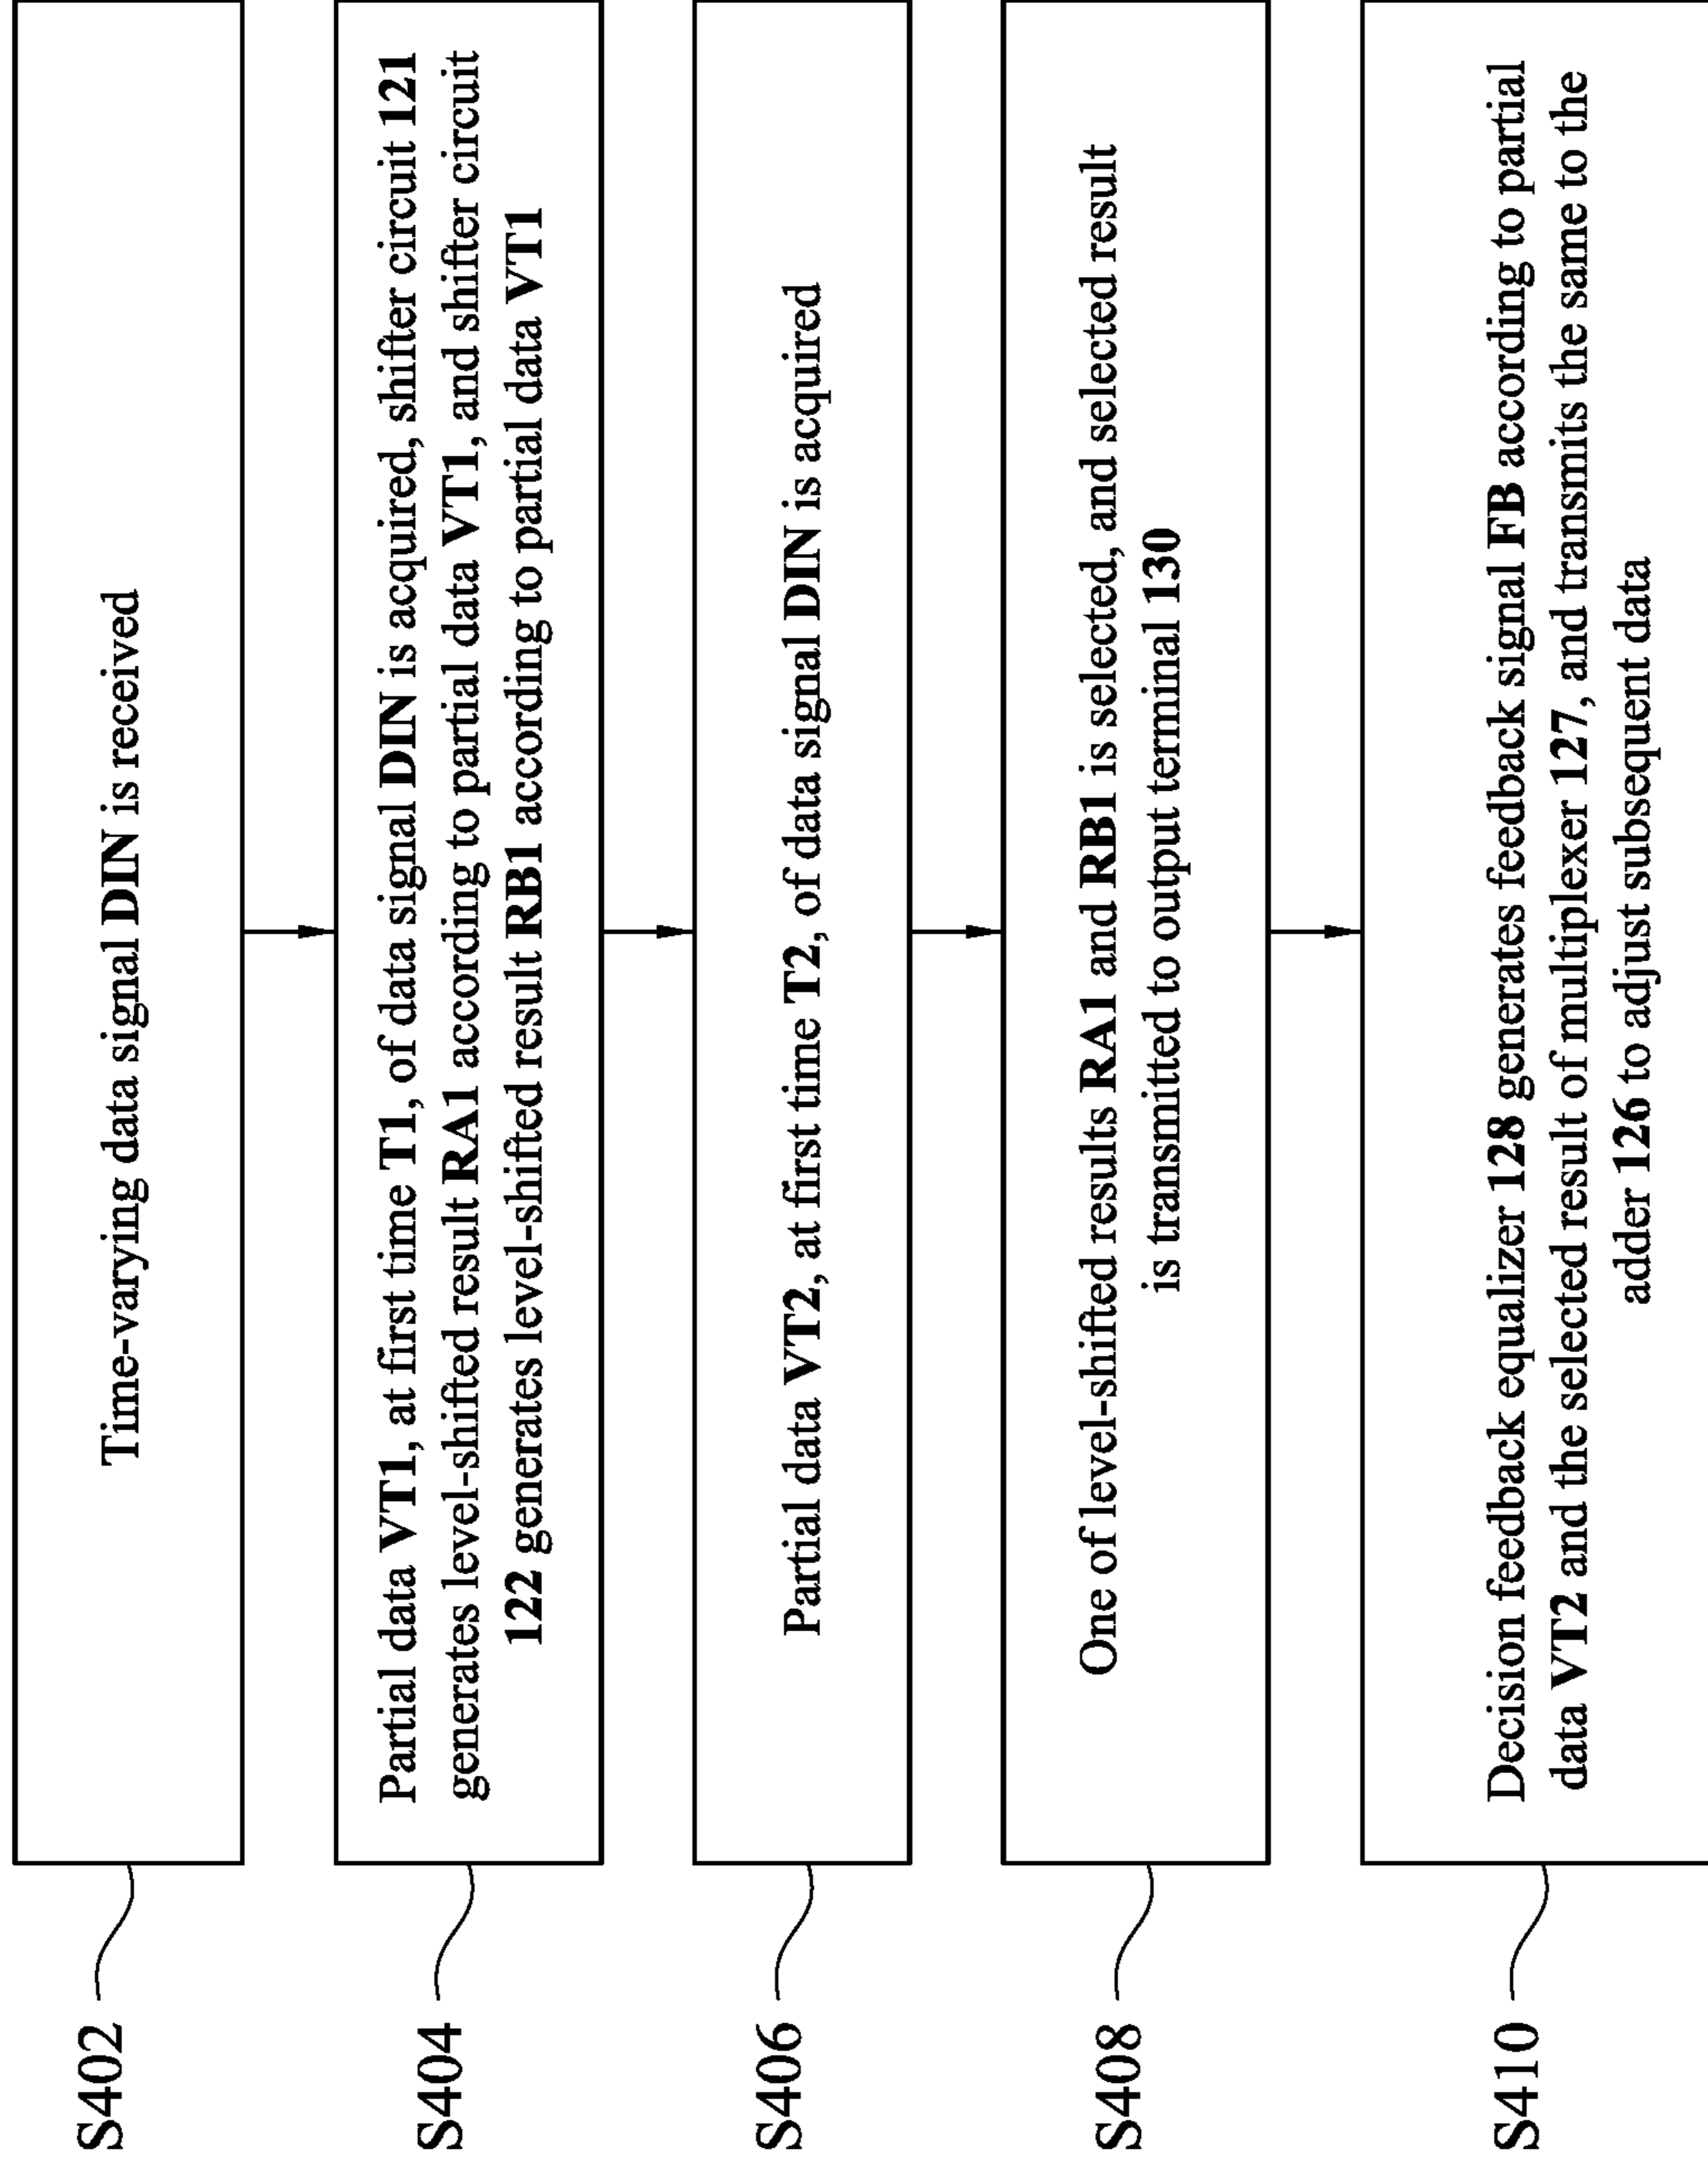 S402
Time-varying data signal DIN is received
S404
Partial data VT1, at first time T1, of data signal DIN is acquired, shifter circuit 121
generates level-shifted result RA1 according to partial data VT1, and shifter circuit
122 generates level-shifted result RB1 according to partial data VT1
S406
Partial data VT2, at first time T2, of data signal DIN is acquired
S408
One of level-shifted results RA1 and RB1 is selected, and selected result
is transmitted to output terminal 130
S410
Decision feedback equalizer 128 generates feedback signal FB according to partial
data VT2 and the selected result of multiplexer 127, and transmits the same to the
adder 126 to adjust subsequent data